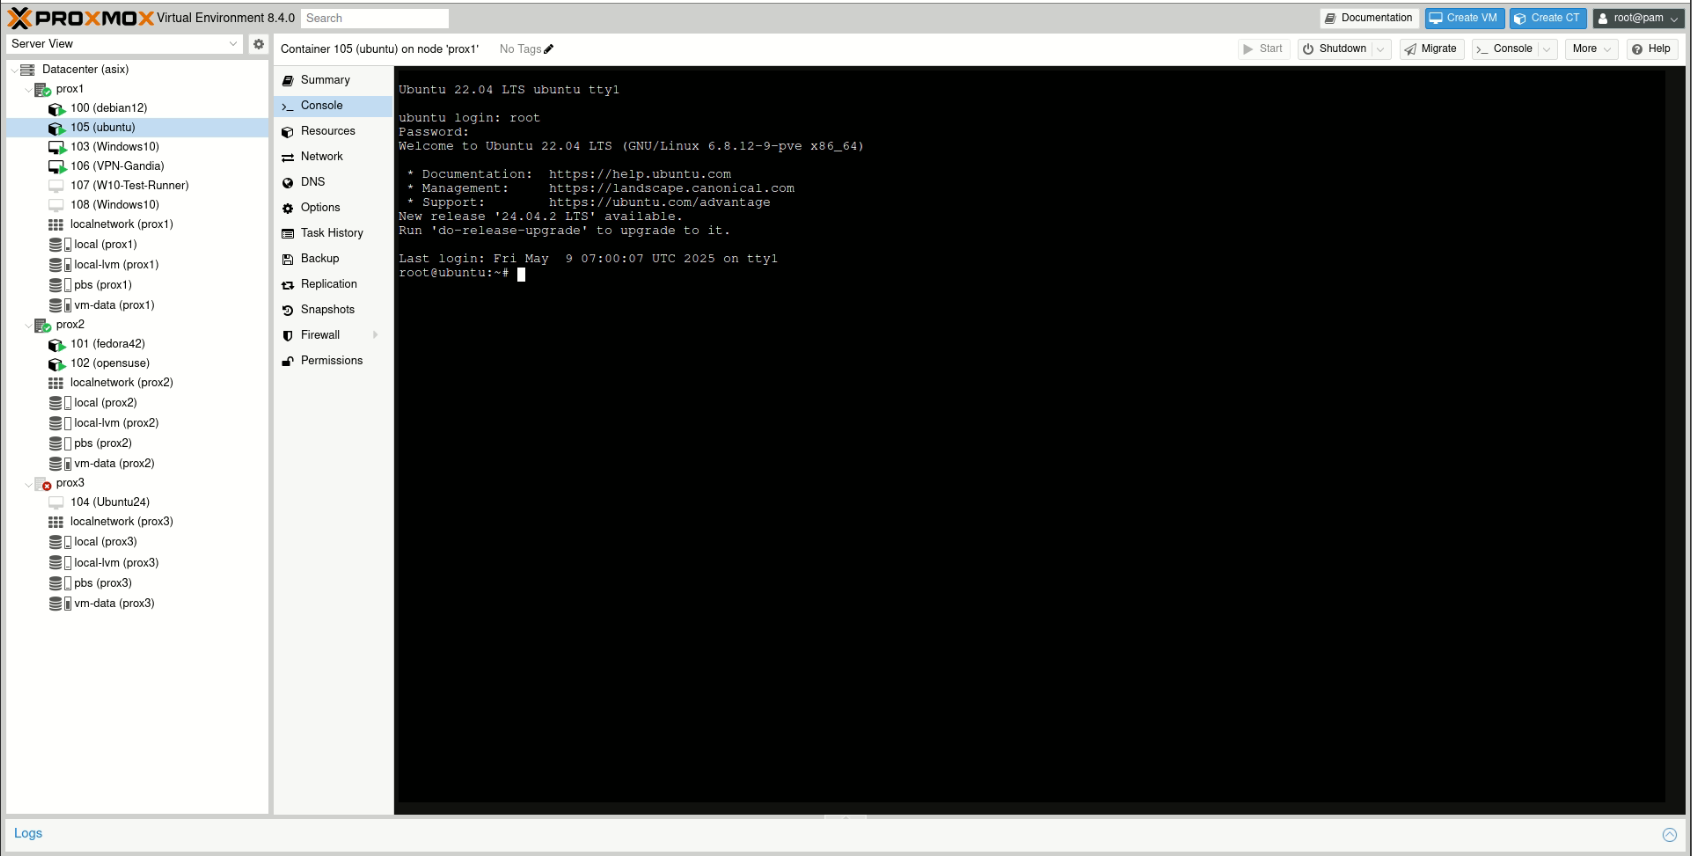 PROXMOX Virtual Environment 8.4.0 Search Documentation Create VM Create CT root@pam
Server View
Container 105 (ubuntu) on node 'prox1' No Tags Start Shutdown Migrate >_ Console More Help
Datacenter (asix)
prox1
100 (debian12)
105 (ubuntu)
103 (Windows10)
106 (VPN-Gandia)
107 (W10-Test-Runner)
108 (Windows10)
localnetwork (prox1)
local (prox1)
local-lvm (prox1)
pbs (prox1)
vm-data (prox1)
prox2
101 (fedora42)
102 (opensuse)
localnetwork (prox2)
local (prox2)
local-lvm (prox2)
pbs (prox2)
vm-data (prox2)
prox3
104 (Ubuntu24)
localnetwork (prox3)
local (prox3)
local-lvm (prox3)
pbs (prox3)
vm-data (prox3)
Summary
>_ Console
Resources
Network
DNS
Options
Task History
Backup
Replication
Snapshots
Firewall
Permissions
Ubuntu 22.04 LTS ubuntu tty1
ubuntu login: root
Password:
Welcome to Ubuntu 22.04 LTS (GNU/Linux 6.8.12-9-pve x86_64)
* Documentation: https://help.ubuntu.com
* Management: https://landscape.canonical.com
* Support: https://ubuntu.com/advantage
New release '24.04.2 LTS' available.
Run 'do-release-upgrade' to upgrade to it.
Last login: Fri May 9 07:00:07 UTC 2025 on tty1
root@ubuntu:~#
Logs